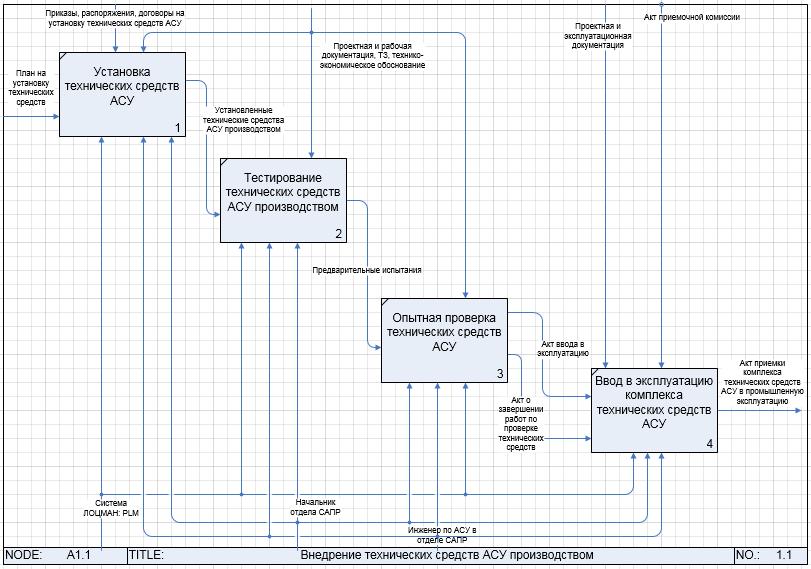 Приказы, распоряжения, договоры на
установку технических средств АСУ
Проектная и
эксплуатационная
документация
Акт приемочной комиссии
Проектная и рабочая
документация, ТЗ, технико-
экономическое обоснование
План на
установку
технических
средств
Установка
технических средств
АСУ
1
Установленные
технические средства
АСУ производством
Тестирование
технических средств
АСУ производством
2
Предварительные испытания
Опытная проверка
технических средств
АСУ
3
Акт ввода в
эксплуатацию
Акт о
завершении
работ по
проверке
технических
средств
Ввод в эксплуатацию
комплекса
технических средств
АСУ
4
Акт приемки
комплекса
технических средств
АСУ в промышленную
эксплуатацию
Система
ЛОЦМАН: PLM
Начальник
отдела САПР
Инженер по АСУ в
отделе САПР
NODE: A1.1
TITLE: Внедрение технических средств АСУ производством
NO.: 1.1